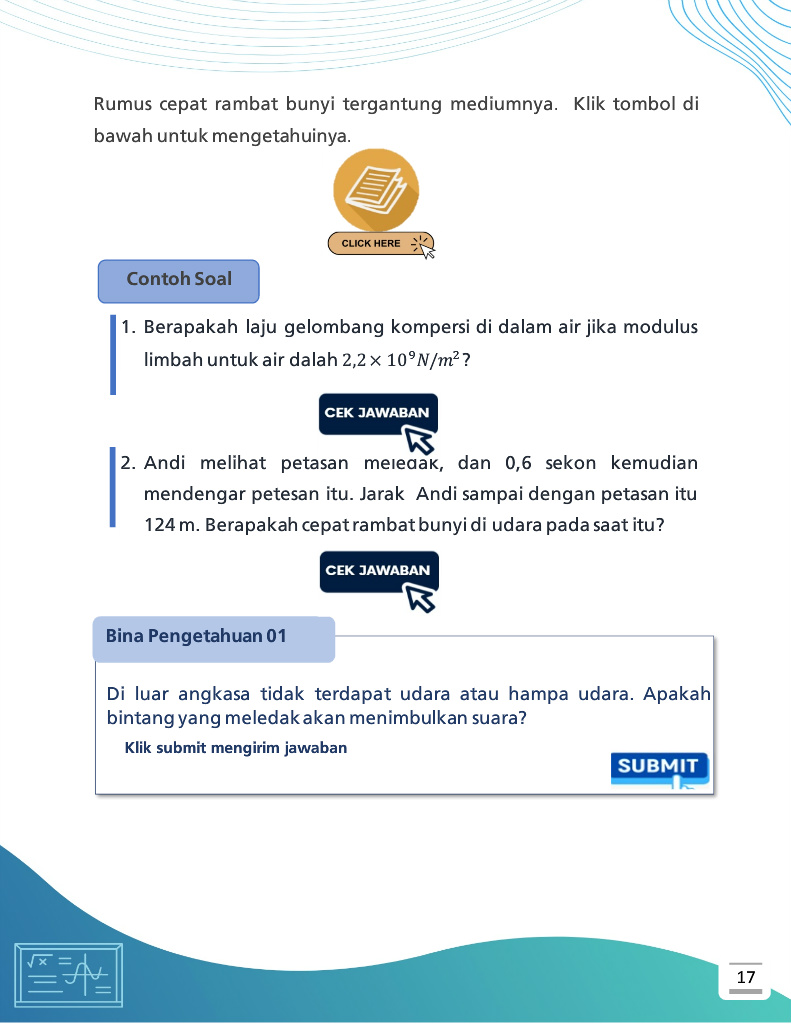 Rumus cepat rambat bunyi tergantung mediumnya. Klik tombol di
bawah untuk mengetahuinya.
CLICK HERE
Contoh Soal
1. Berapakah laju gelombang kompersi di dalam air jika modulus
limbah untuk air dalah 2,2 × 10⁹N/m²?
CEK JAWABAN
2. Andi melihat petasan meledak, dan 0,6 sekon kemudian
mendengar petesan itu. Jarak Andi sampai dengan petasan itu
124 m. Berapakah cepat rambat bunyi di udara pada saat itu?
CEK JAWABAN
Bina Pengetahuan 01
Di luar angkasa tidak terdapat udara atau hampa udara. Apakah
bintang yang meledak akan menimbulkan suara?
Klik submit mengirim jawaban
SUBMIT
√x
17